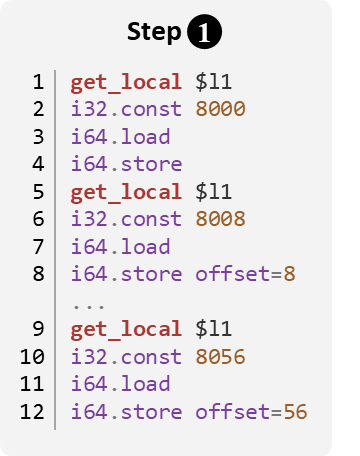 Step 1
1 get_local $l1
2 i32.const 8000
3 i64.load
4 i64.store
5 get_local $l1
6 i32.const 8008
7 i64.load
8 i64.store offset=8
...
9 get_local $l1
10 i32.const 8056
11 i64.load
12 i64.store offset=56